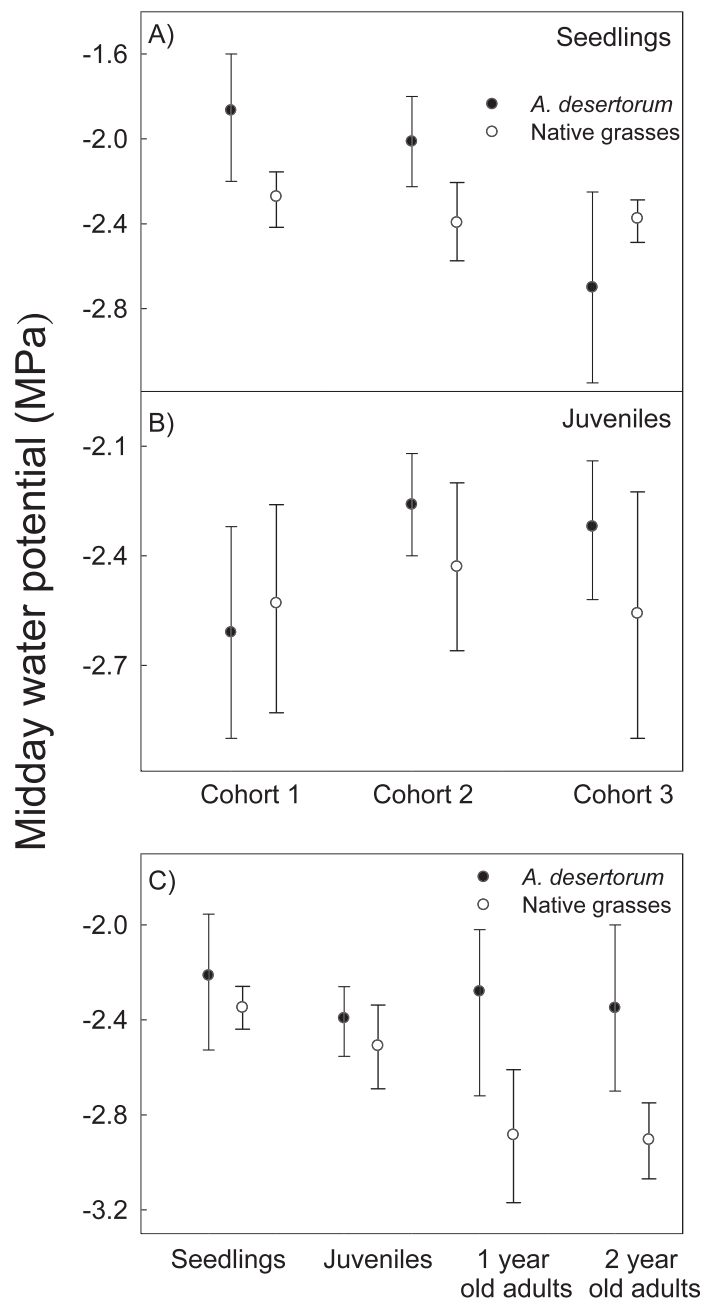 A)
Seedlings
-1.6
A. desertorum
Native grasses
-2.0
-2.4
-2.8
Midday water potential (MPa)
B)
Juveniles
-2.1
-2.4
-2.7
Cohort 1
Cohort 2
Cohort 3
C)
A. desertorum
Native grasses
-2.0
-2.4
-2.8
-3.2
Seedlings
Juveniles
1 year
old adults
2 year
old adults